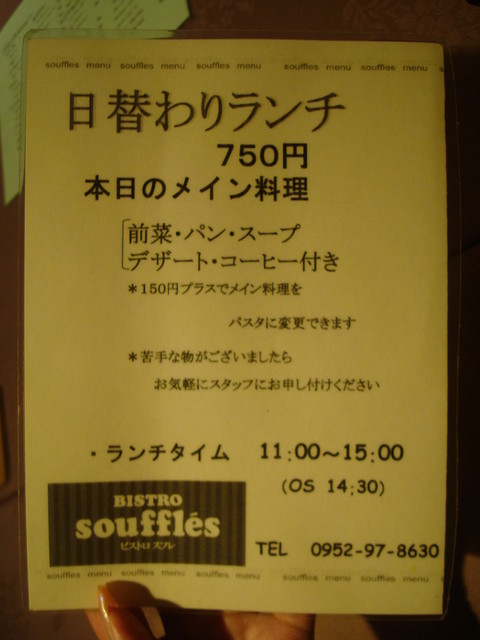 souffles menu souffles menu souffles menu souffles menu souffles menu
日替わりランチ
750円
本日のメイン料理
前菜・パン・スープ
デザート・コーヒー付き
＊150円プラスでメイン料理を
パスタに変更できます
＊苦手な物がございましたら
お気軽にスタッフにお申し付けください
・ランチタイム 11:00～15:00
(OS 14:30)
BISTRO
soufflés
ビストロ スフレ
TEL 0952-97-8630
souffles menu souffles menu souffles menu souffles menu souffles menu